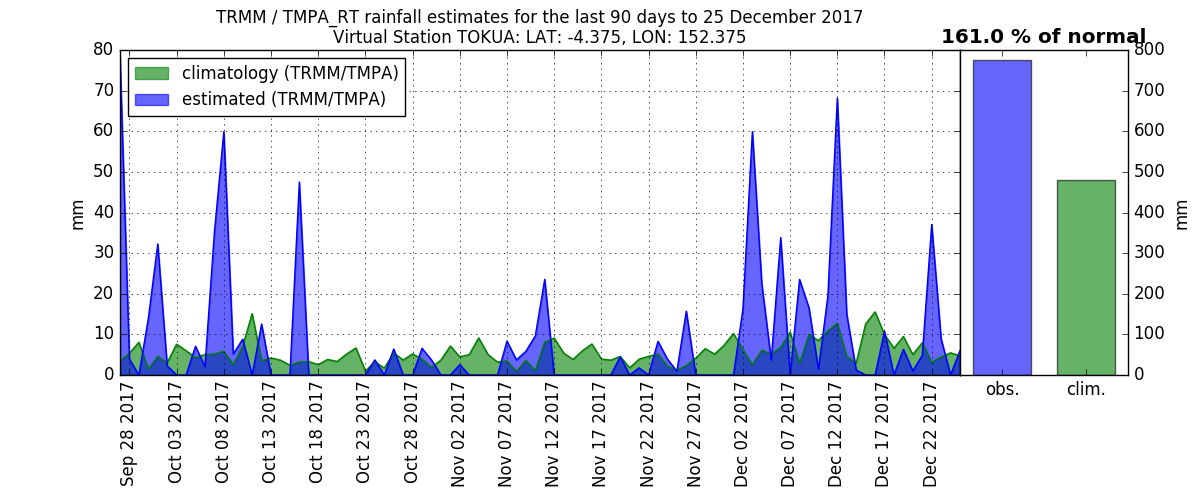 TRMM / TMPA_RT rainfall estimates for the last 90 days to 25 December 2017
Virtual Station TOKUA: LAT: -4.375, LON: 152.375
161.0 % of normal
climatology (TRMM/TMPA)
estimated (TRMM/TMPA)
80
70
60
50
40
30
20
10
0
mm
Sep 28 2017
Oct 03 2017
Oct 08 2017
Oct 13 2017
Oct 18 2017
Oct 23 2017
Oct 28 2017
Nov 02 2017
Nov 07 2017
Nov 12 2017
Nov 17 2017
Nov 22 2017
Nov 27 2017
Dec 02 2017
Dec 07 2017
Dec 12 2017
Dec 17 2017
Dec 22 2017
800
700
600
500
400
300
200
100
0
mm
obs.
clim.